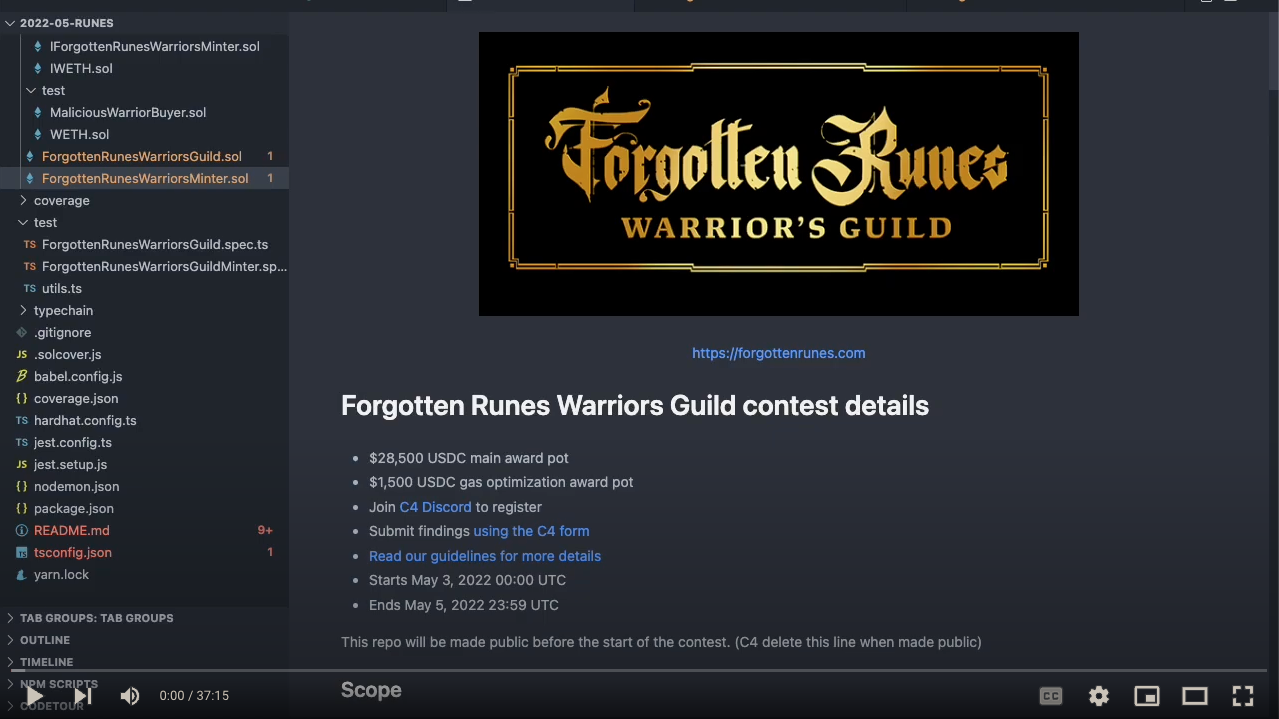 2022-05-RUNES
IForgottenRunesWarriorsMinter.sol
IWETH.sol
test
MaliciousWarriorBuyer.sol
WETH.sol
ForgottenRunesWarriorsGuild.sol 1
ForgottenRunesWarriorsMinter.sol 1
coverage
test
TS ForgottenRunesWarriorsGuild.spec.ts
TS ForgottenRunesWarriorsGuildMinter.sp...
TS utils.ts
typechain
.gitignore
JS .solcover.js
babel.config.js
{} coverage.json
TS hardhat.config.ts
TS jest.config.ts
JS jest.setup.js
{} nodemon.json
{} package.json
README.md 9+
tsconfig.json 1
yarn.lock
TAB GROUPS: TAB GROUPS
OUTLINE
TIMELINE
NPM SCRIPTS
CODETOUR
Forgotten Runes
WARRIOR'S GUILD
https://forgottenrunes.com
Forgotten Runes Warriors Guild contest details
• $28,500 USDC main award pot
• $1,500 USDC gas optimization award pot
• Join C4 Discord to register
• Submit findings using the C4 form
• Read our guidelines for more details
• Starts May 3, 2022 00:00 UTC
• Ends May 5, 2022 23:59 UTC
This repo will be made public before the start of the contest. (C4 delete this line when made public)
Scope
0:00 / 37:15
CC